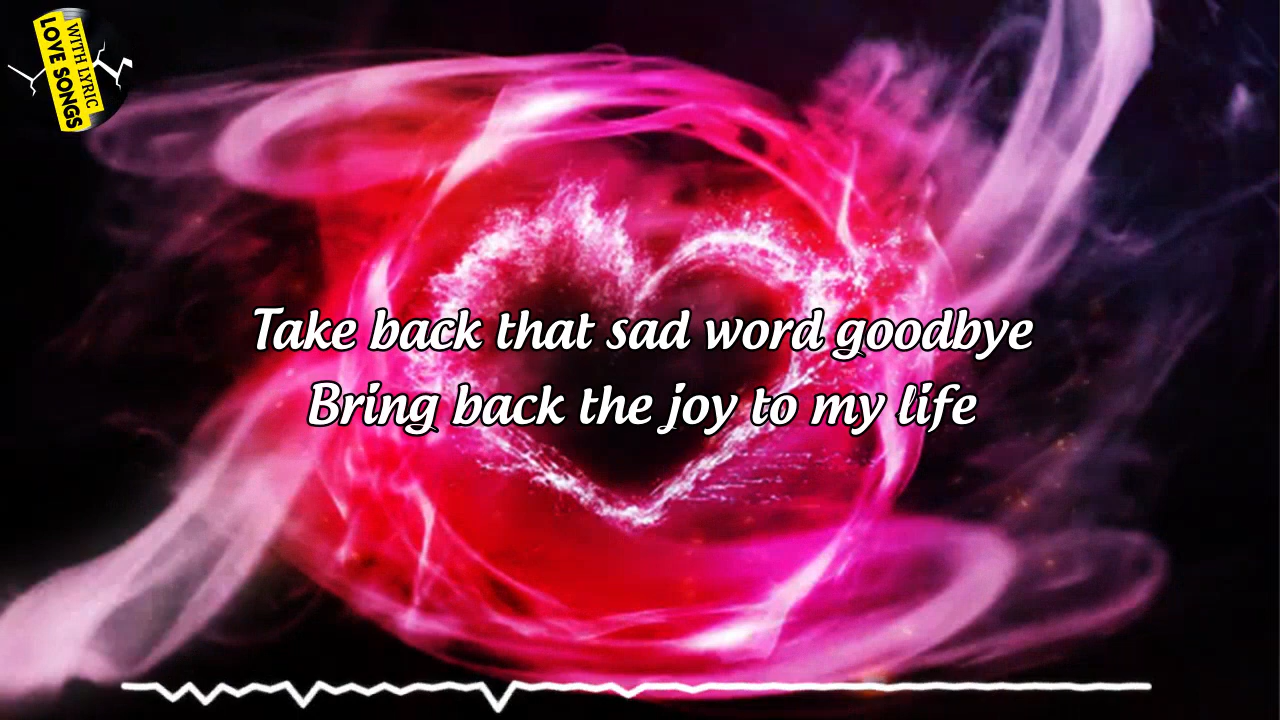 WITH LYRIC
LOVE SONGS
Take back that sad word goodbye
Bring back the joy to my life